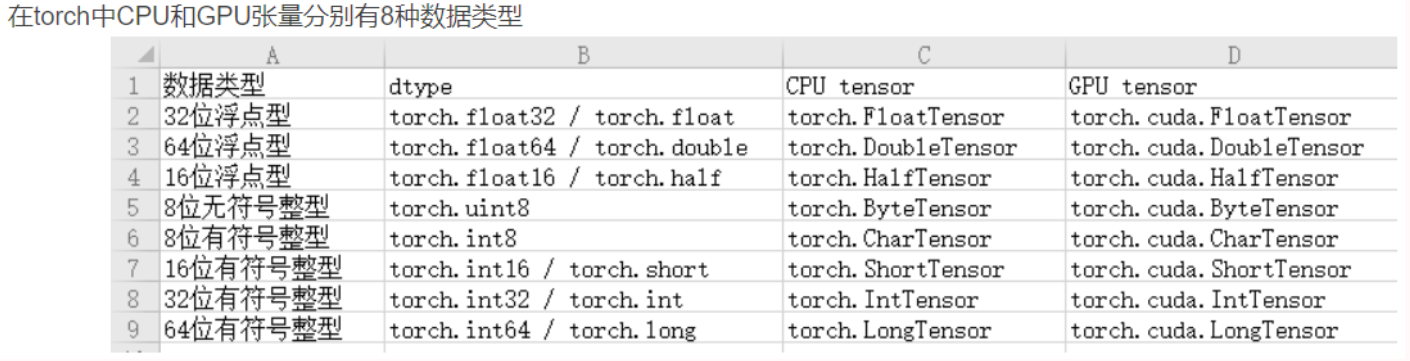 在torch中CPU和GPU张量分别有8种数据类型
A B C D
1 数据类型 dtype CPU tensor GPU tensor
2 32位浮点型 torch.float32 / torch.float torch.FloatTensor torch.cuda.FloatTensor
3 64位浮点型 torch.float64 / torch.double torch.DoubleTensor torch.cuda.DoubleTensor
4 16位浮点型 torch.float16 / torch.half torch.HalfTensor torch.cuda.HalfTensor
5 8位无符号整型 torch.uint8 torch.ByteTensor torch.cuda.ByteTensor
6 8位有符号整型 torch.int8 torch.CharTensor torch.cuda.CharTensor
7 16位有符号整型 torch.int16 / torch.short torch.ShortTensor torch.cuda.ShortTensor
8 32位有符号整型 torch.int32 / torch.int torch.IntTensor torch.cuda.IntTensor
9 64位有符号整型 torch.int64 / torch.long torch.LongTensor torch.cuda.LongTensor